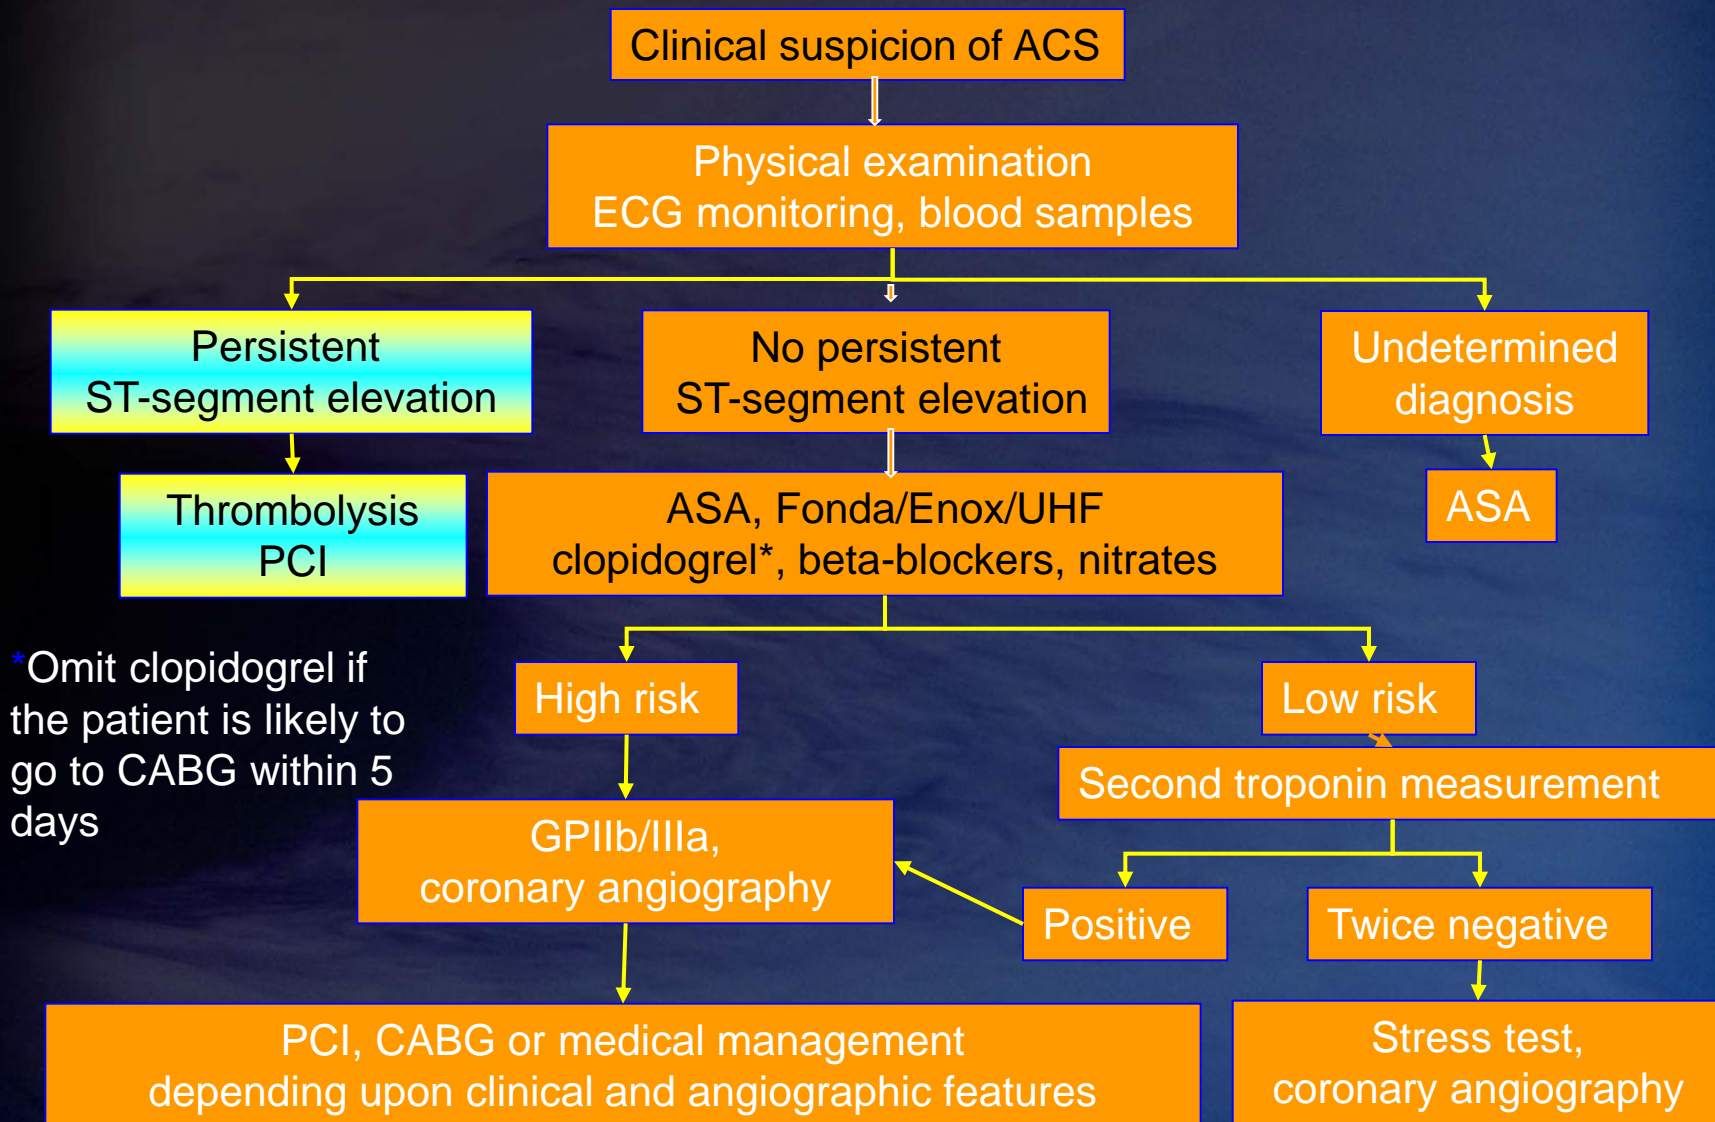 Clinical suspicion of ACS
Physical examination
ECG monitoring, blood samples
Persistent
ST-segment elevation
No persistent
ST-segment elevation
Undetermined
diagnosis
Thrombolysis
PCI
ASA, Fonda/Enox/UHF
clopidogrel*, beta-blockers, nitrates
ASA
*Omit clopidogrel if
the patient is likely to
go to CABG within 5
days
High risk
Low risk
Second troponin measurement
GPIIb/IIIa,
coronary angiography
Positive
Twice negative
PCI, CABG or medical management
depending upon clinical and angiographic features
Stress test,
coronary angiography